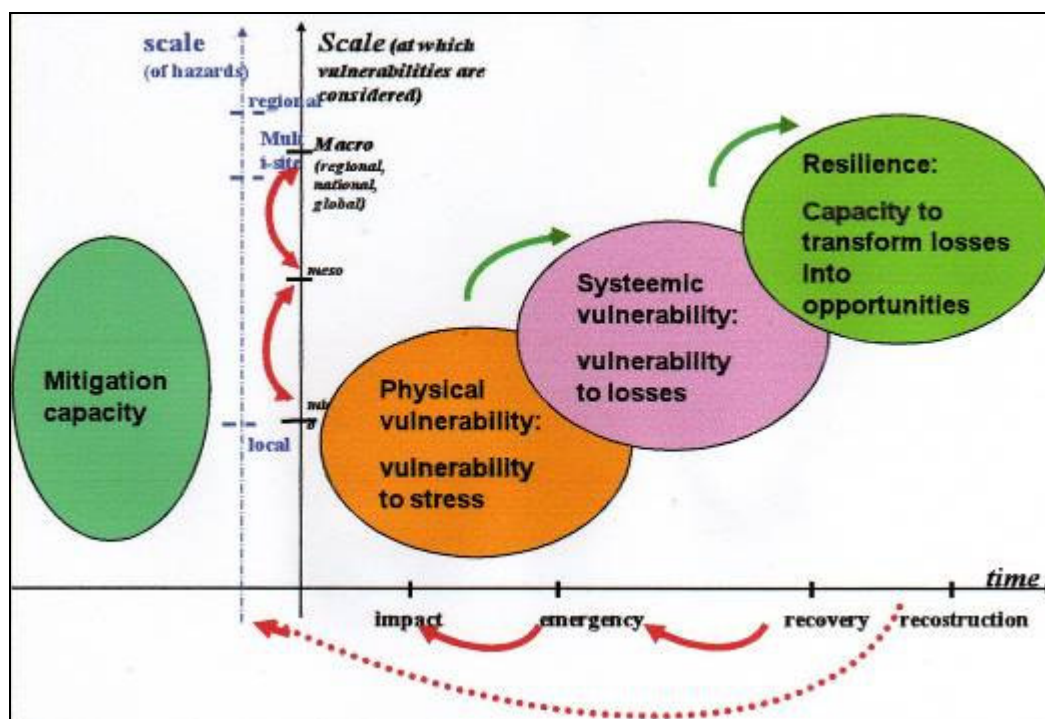 scale
(of hazards)
Scale (at which
vulnerabilities are
considered)
regional
Mult
i-site
Macro
(regional,
national,
global)
meso
local
Mitigation
capacity
Physical
vulnerability:
vulnerability
to stress
Systeemic
vulnerability:
vulnerability
to losses
Resilience:
Capacity to
transform losses
into
opportunities
time
impact
emergency
recovery
recostruction